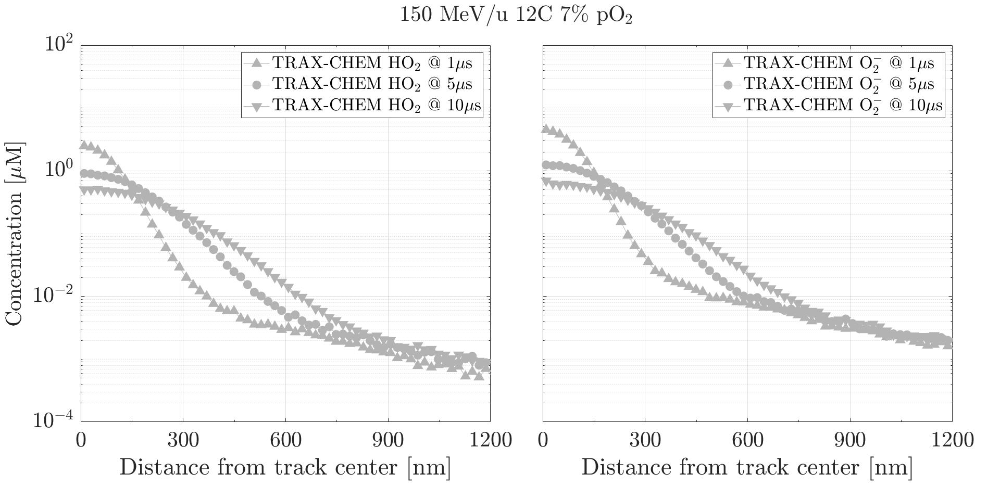 150 MeV/u 12C 7% pO₂
10²
10⁰
10⁻²
10⁻⁴
Concentration [μM]
TRAX-CHEM HO₂ @ 1μs
TRAX-CHEM HO₂ @ 5μs
TRAX-CHEM HO₂ @ 10μs
0 300 600 900 1200
Distance from track center [nm]
TRAX-CHEM O₂⁻ @ 1μs
TRAX-CHEM O₂⁻ @ 5μs
TRAX-CHEM O₂⁻ @ 10μs
0 300 600 900 1200
Distance from track center [nm]